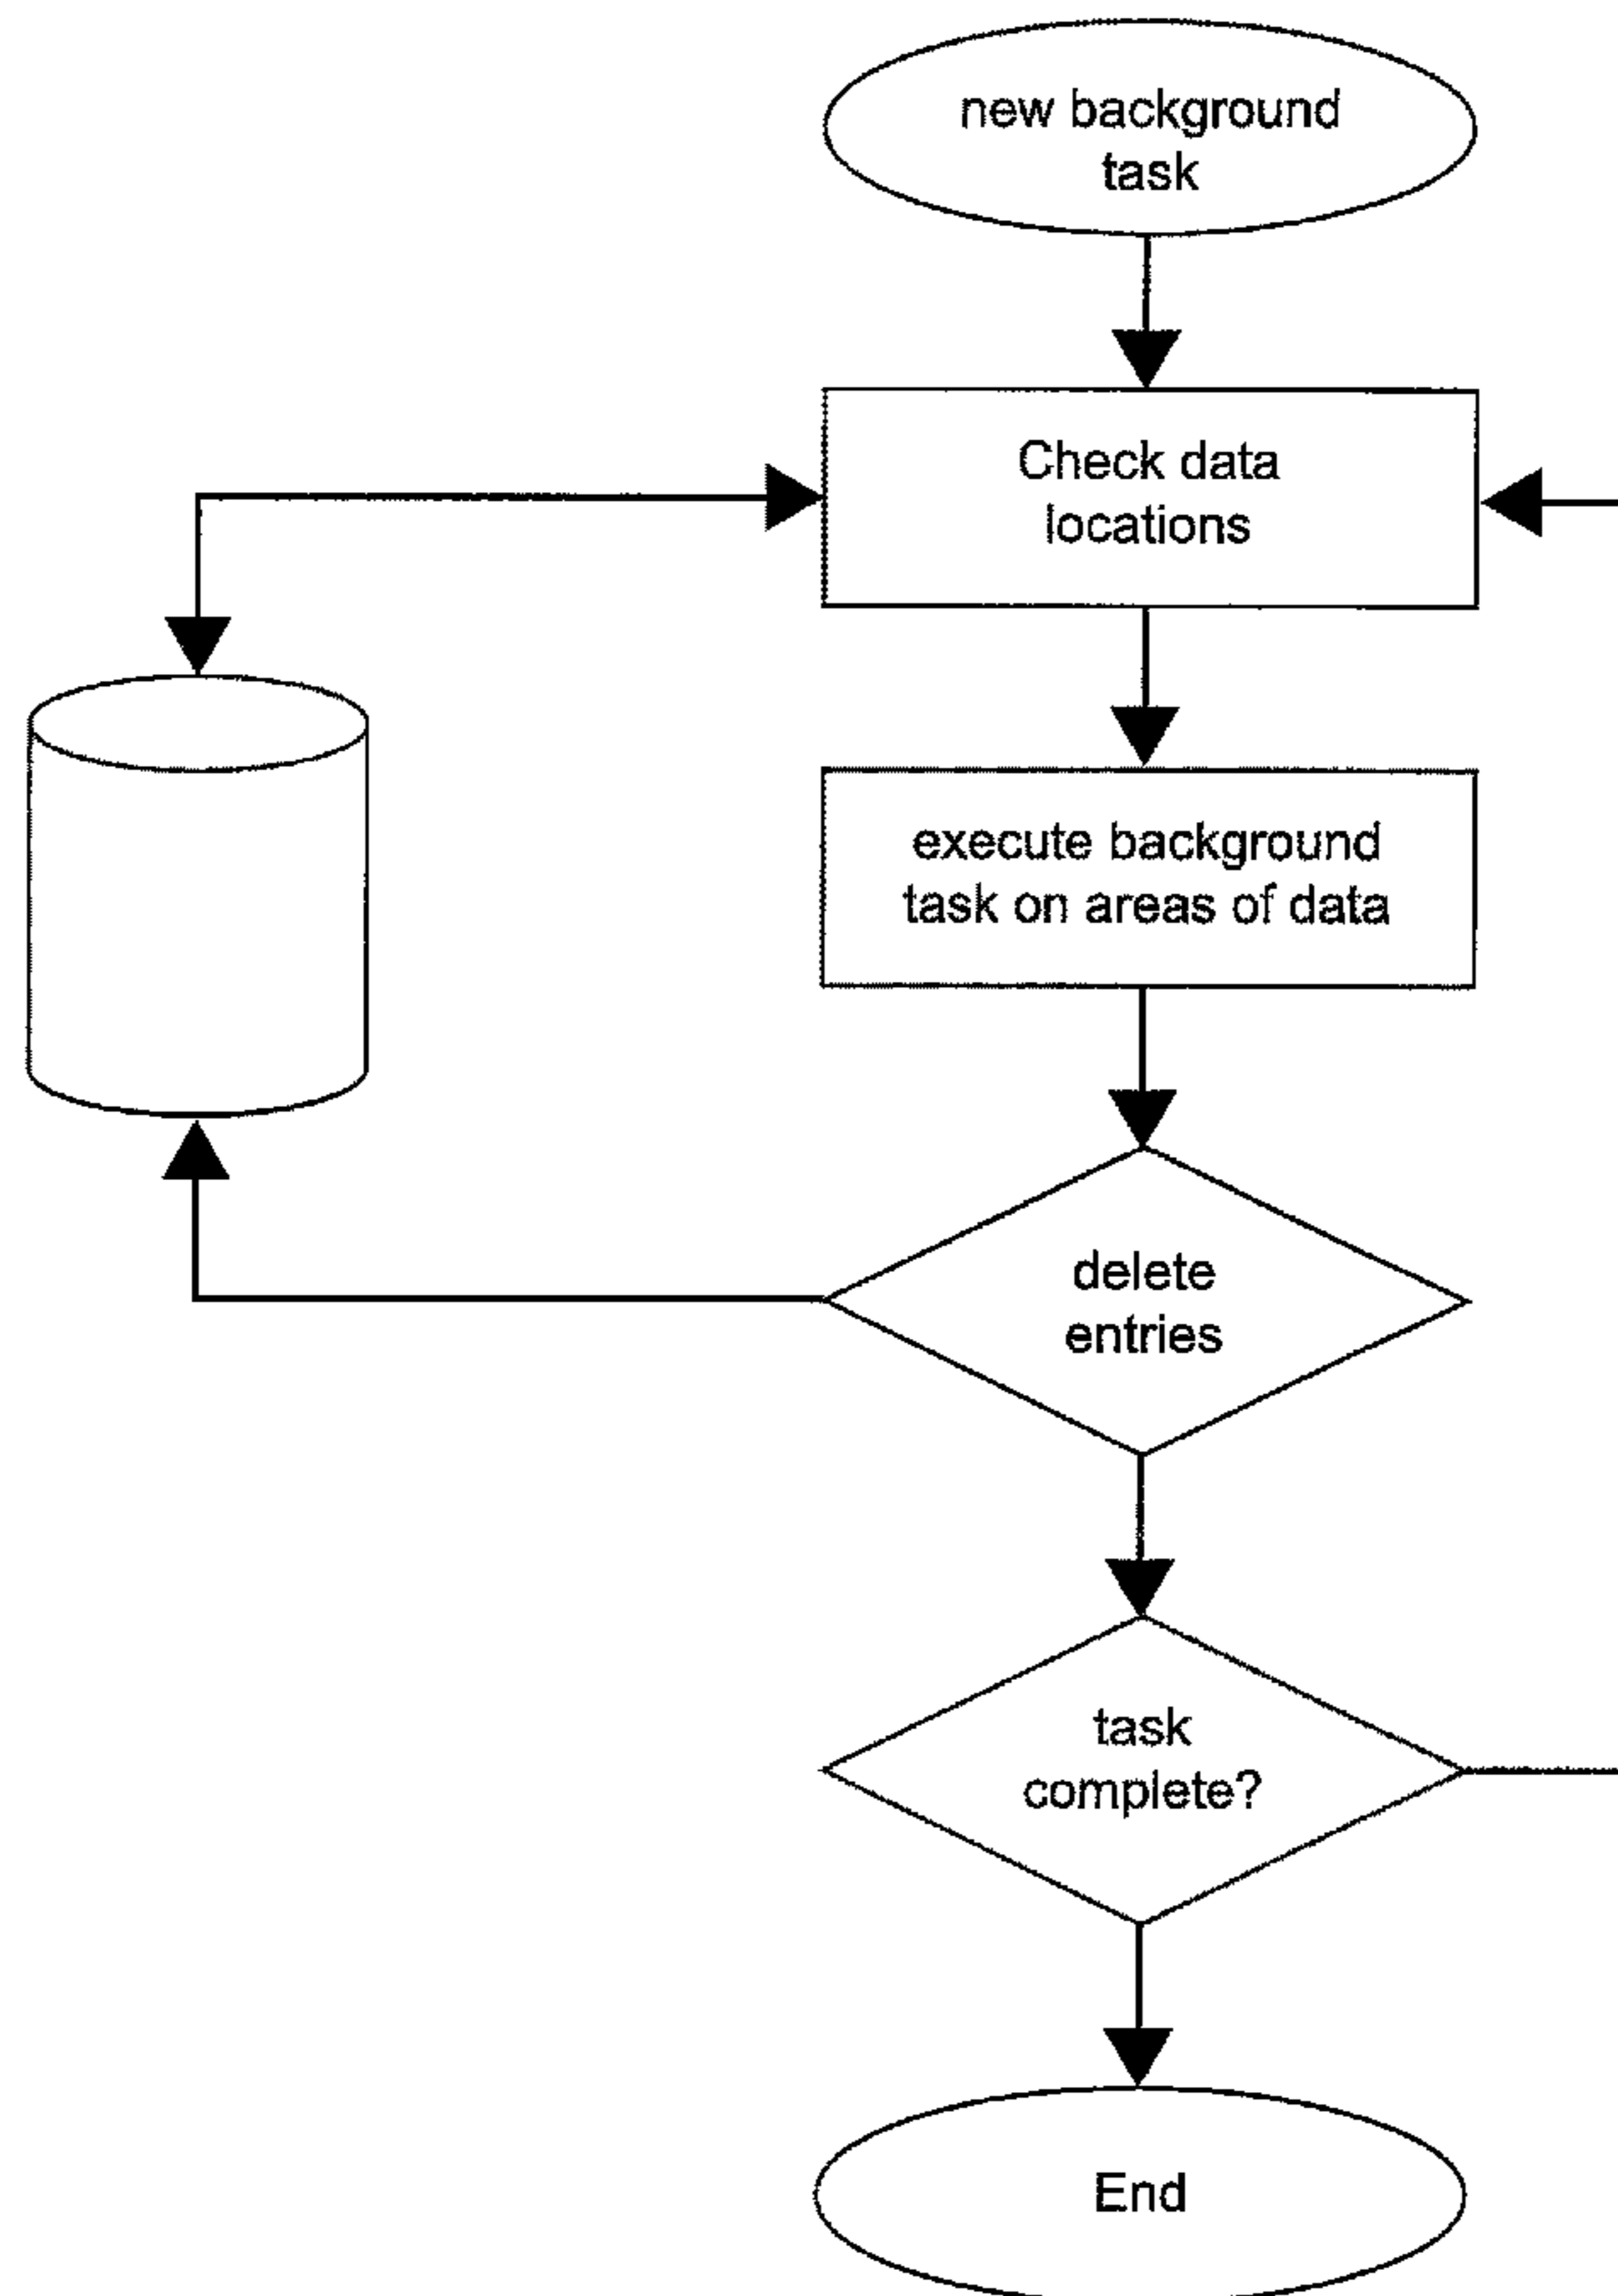 new background
task
Check data
locations
execute background
task on areas of data
delete
entries
task
complete?
End